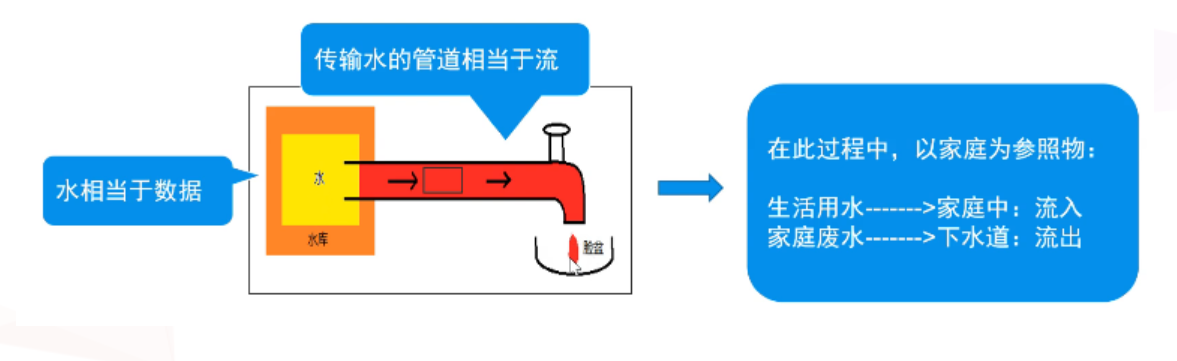 传输水的管道相当于流
水相当于数据
水
水库
脸盆
在此过程中，以家庭为参照物：
生活用水------->家庭中：流入
家庭废水------->下水道：流出